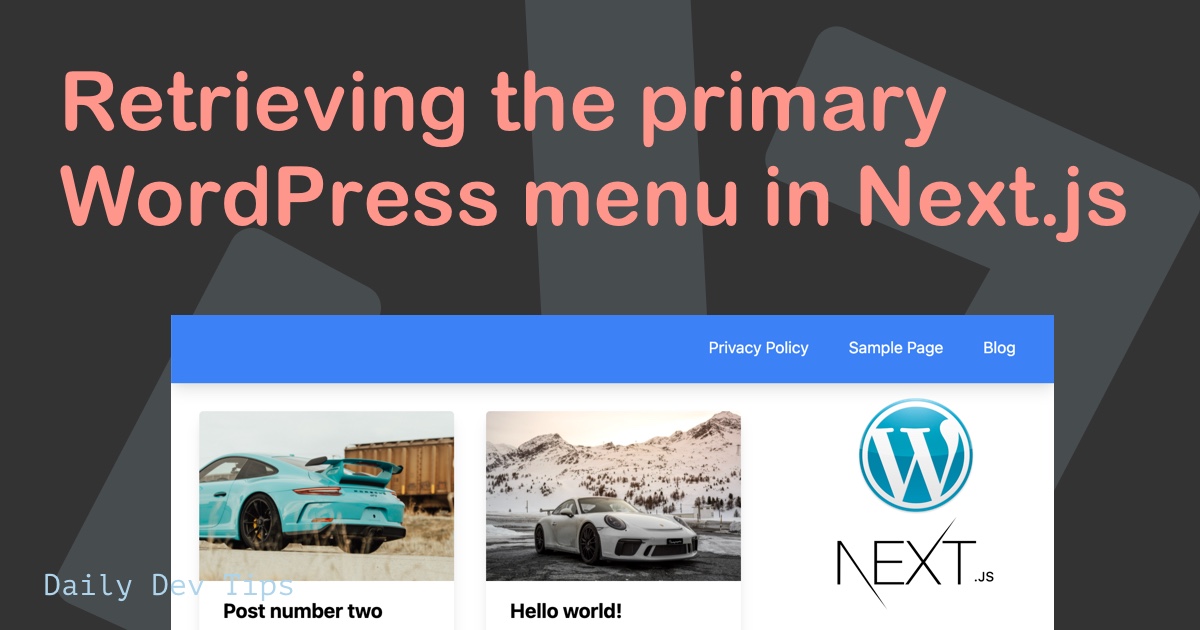 Retrieving the primary
WordPress menu in Next.js
Privacy Policy
Sample Page
Blog
W
NEXT.JS
Daily Dev Tips
Post number two
Hello world!